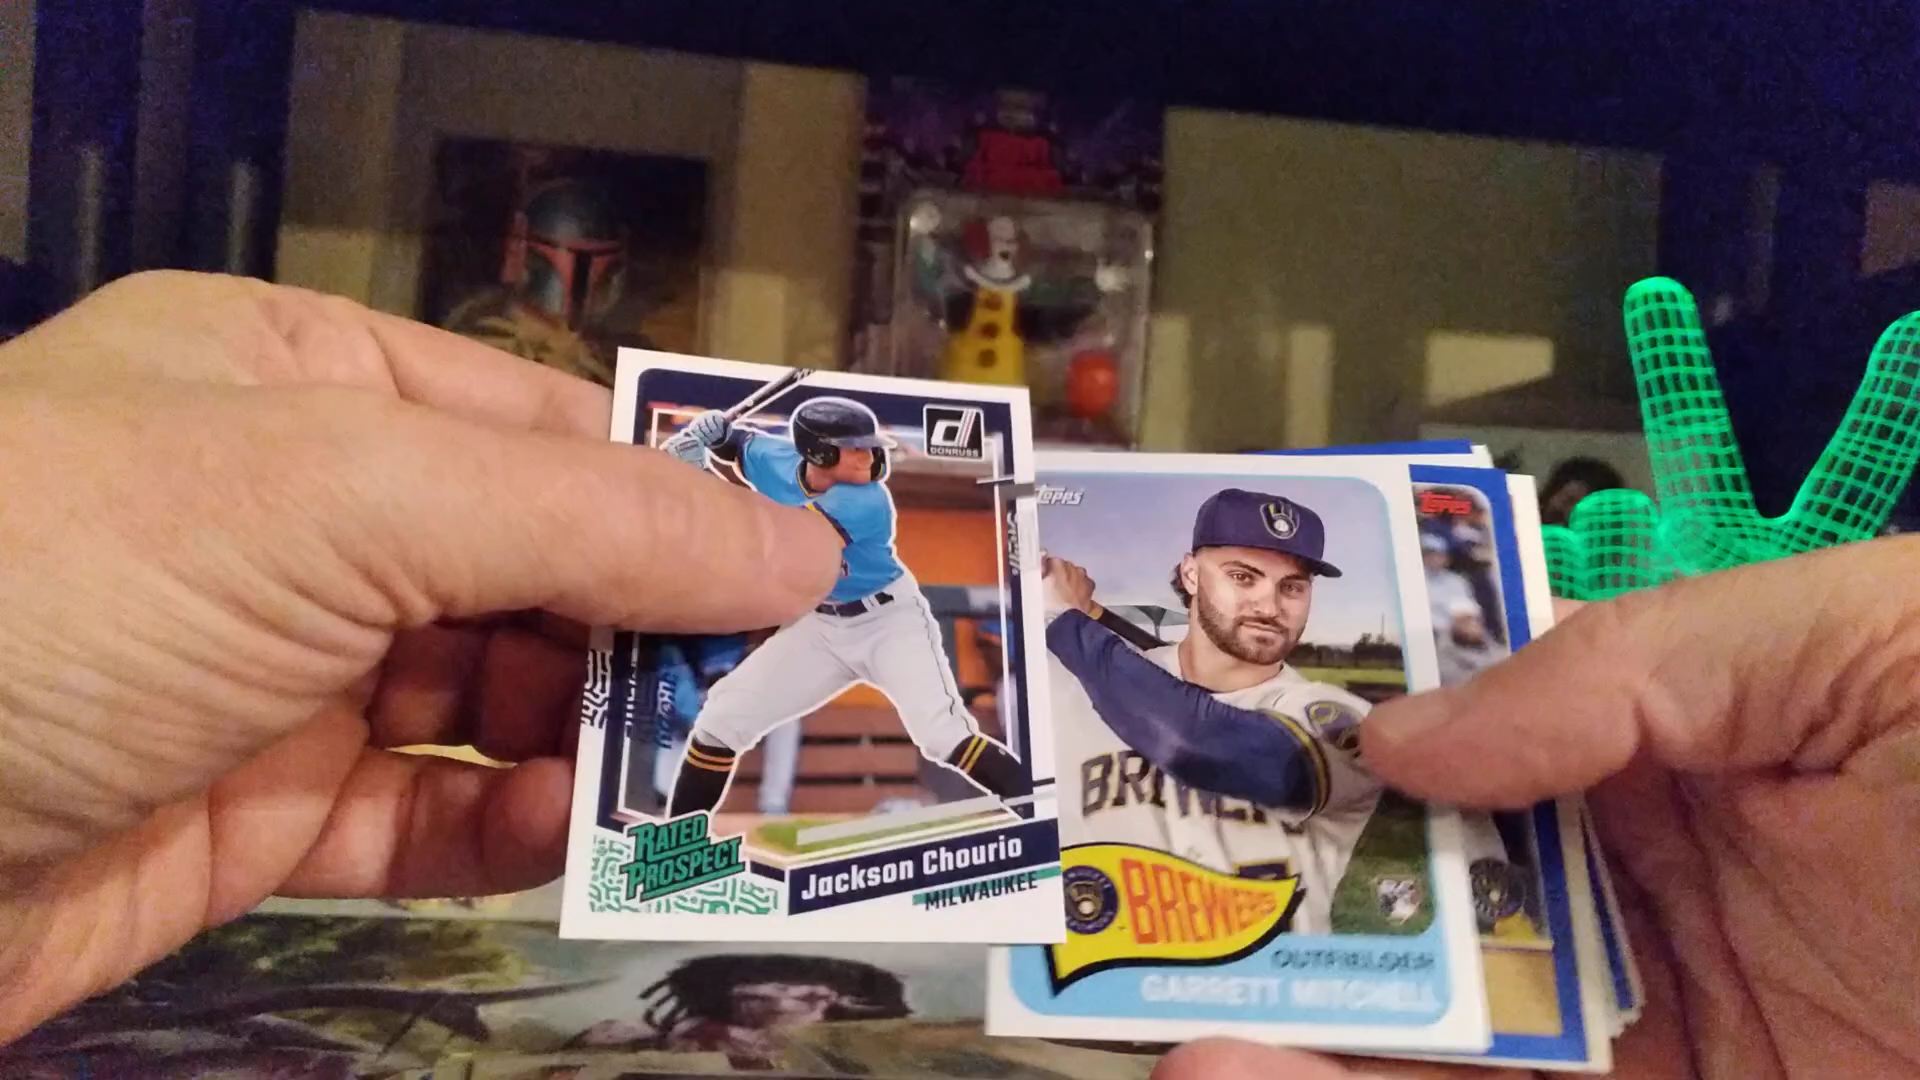 DONRUSS
RATED
PROSPECT
Jackson Chourio
MILWAUKEE
Topps
BREWERS
BREWERS
OUTFIELDER
GARRETT MITCHELL
Topps